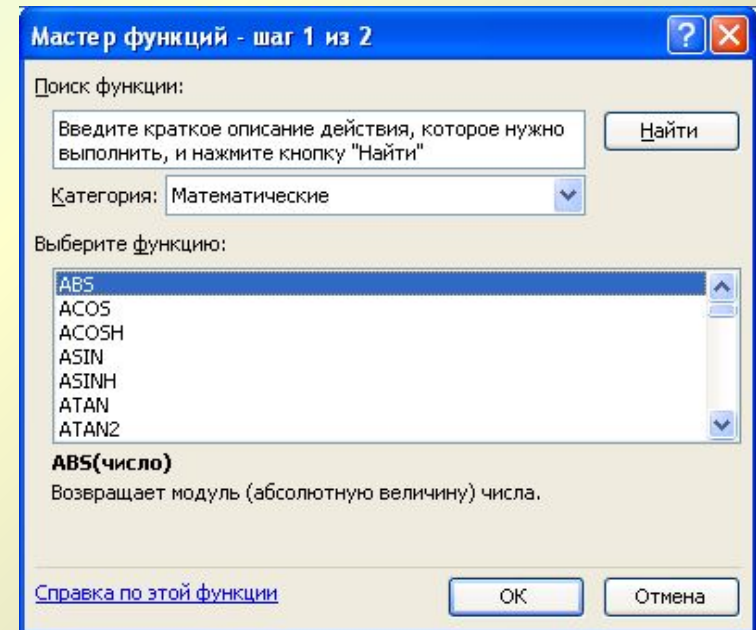 Мастер функций - шаг 1 из 2
Поиск функции:
Введите краткое описание действия, которое нужно
выполнить, и нажмите кнопку "Найти"
Найти
Категория: Математические
Выберите функцию:
ABS
ACOS
ACOSH
ASIN
ASINH
ATAN
ATAN2
ABS(число)
Возвращает модуль (абсолютную величину) числа.
Справка по этой функции
ОК
Отмена